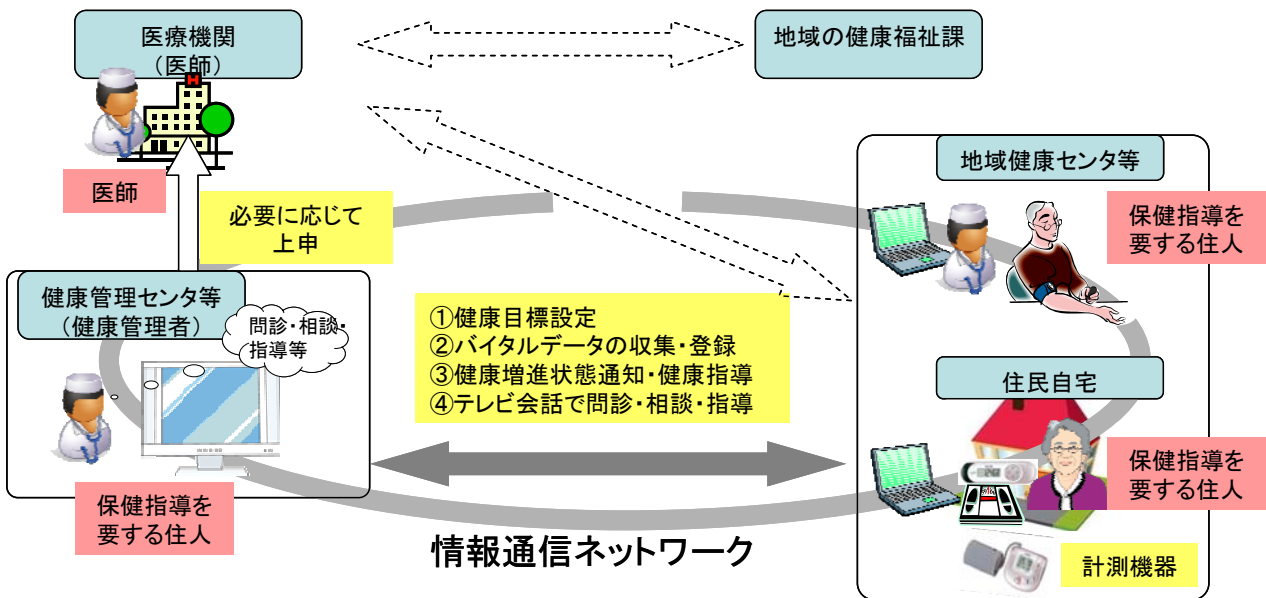 医療機関
（医師）
地域の健康福祉課
H
医師
必要に応じて
上申
地域健康センタ等
保健指導を
要する住人
健康管理センタ等
（健康管理者）
問診・相談・
指導等
①健康目標設定
②バイタルデータの収集・登録
③健康増進状態通知・健康指導
④テレビ会話で問診・相談・指導
住民自宅
保健指導を
要する住人
保健指導を
要する住人
情報通信ネットワーク
計測機器